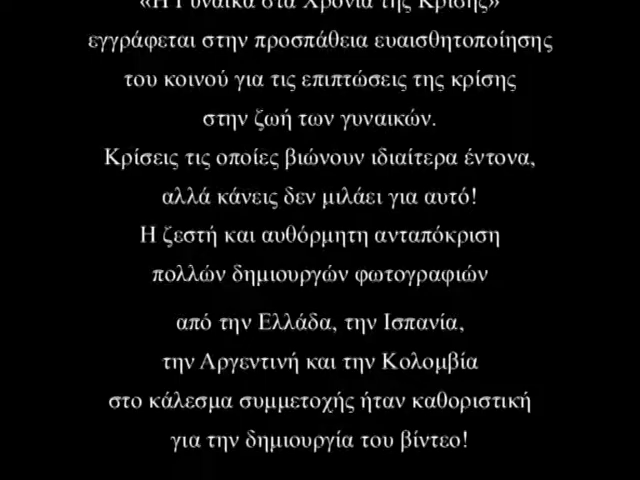 «Η Γυναίκα στα Χρόνια της Κρίσης»
εγγράφεται στην προσπάθεια ευαισθητοποίησης
του κοινού για τις επιπτώσεις της κρίσης
στην ζωή των γυναικών.
Κρίσεις τις οποίες βιώνουν ιδιαίτερα έντονα,
αλλά κάνεις δεν μιλάει για αυτό!
Η ζεστή και αυθόρμητη ανταπόκριση
πολλών δημιουργών φωτογραφιών
από την Ελλάδα, την Ισπανία,
την Αργεντινή και την Κολομβία
στο κάλεσμα συμμετοχής ήταν καθοριστική
για την δημιουργία του βίντεο!